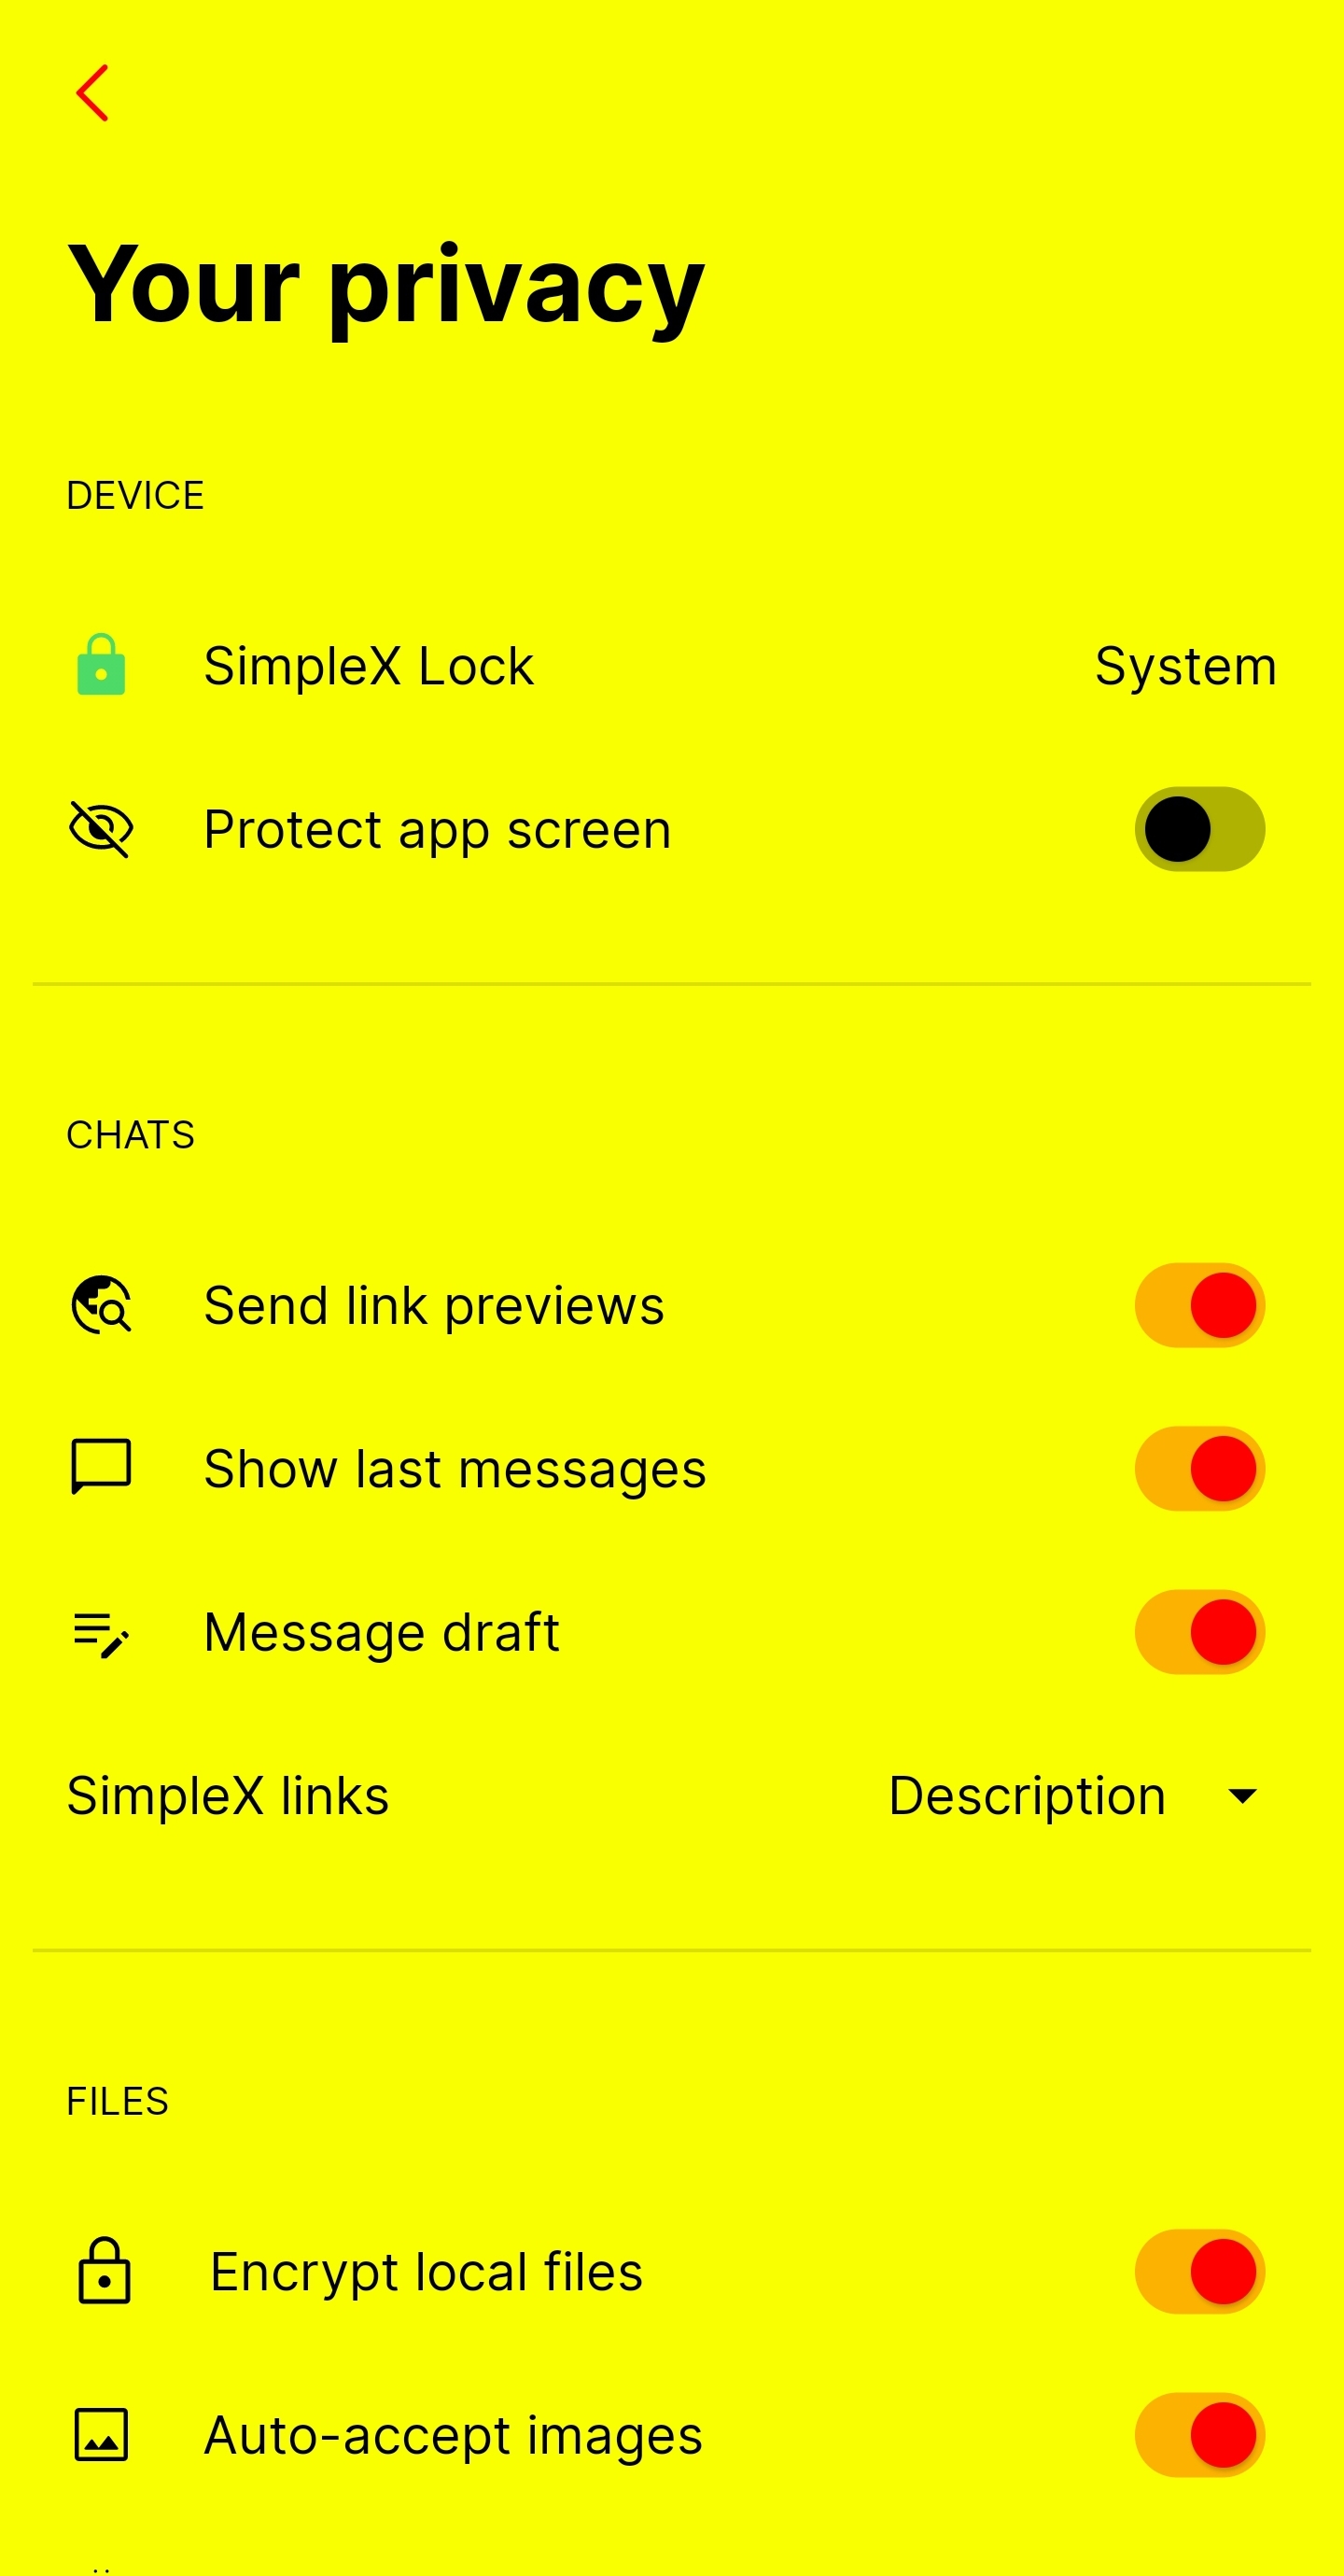 Your privacy
DEVICE
SimpleX Lock System
Protect app screen
CHATS
Send link previews
Show last messages
Message draft
SimpleX links Description
FILES
Encrypt local files
Auto-accept images